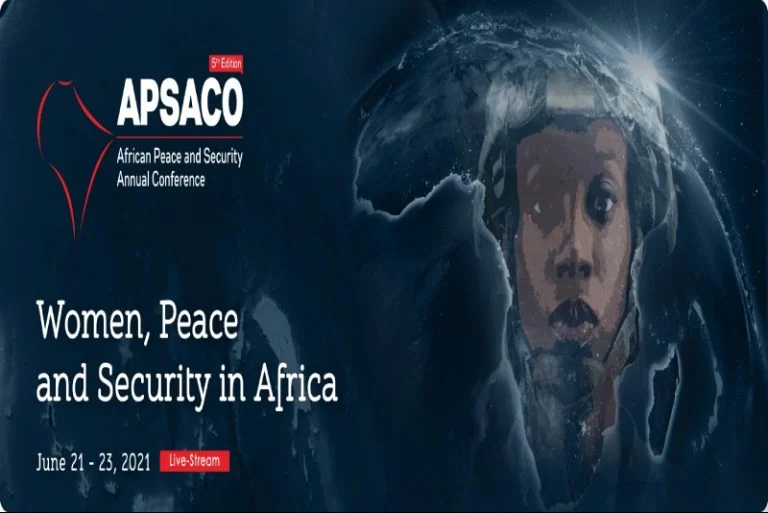 5th Edition
APSACO
African Peace and Security
Annual Conference
Women, Peace
and Security in Africa
June 21 - 23, 2021 Live-Stream